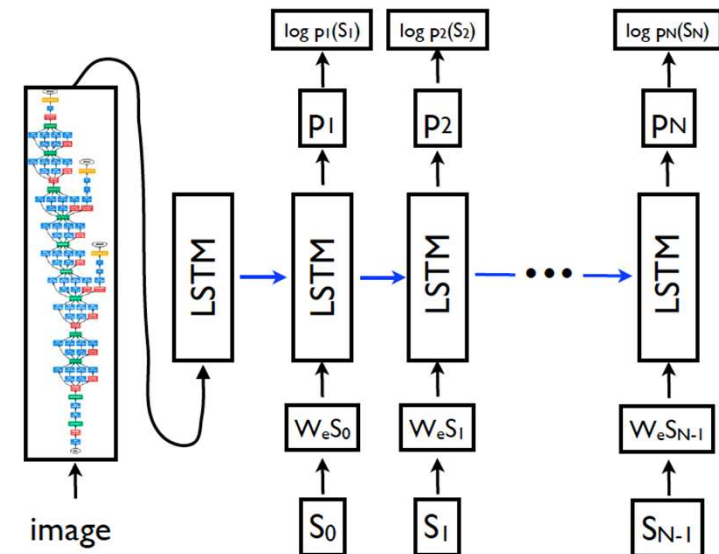 log p₁(S₁) log p₂(S₂) log pN(SN)
p₁ p₂ pN
LSTM LSTM LSTM ••• LSTM
WeS₀ WeS₁ WeSN-1
image S₀ S₁ SN-1